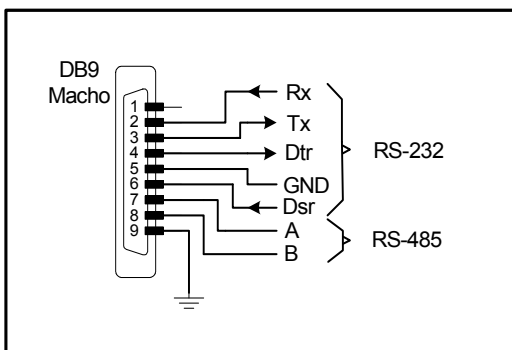 DB9
Macho
1
2
3
4
5
6
7
8
9
Rx
Tx
Dtr
GND
Dsr
A
B
RS-232
RS-485